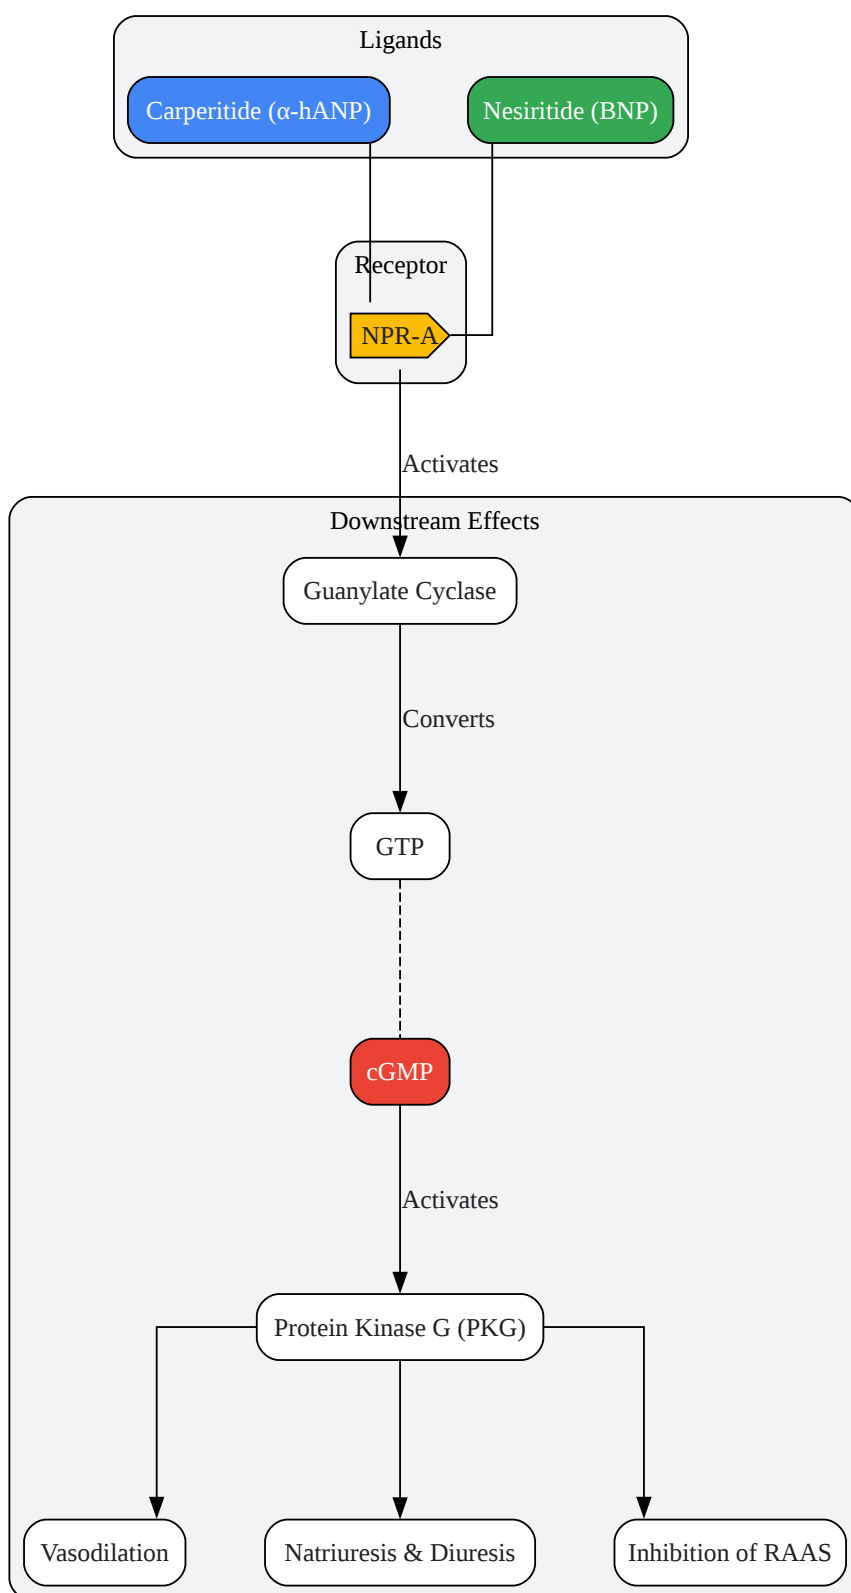 Ligands
Carperitide (α-hANP)
Nesiritide (BNP)
Receptor
NPR-A
Activates
Downstream Effects
Guanylate Cyclase
Converts
GTP
cGMP
Activates
Protein Kinase G (PKG)
Vasodilation
Natriuresis & Diuresis
Inhibition of RAAS